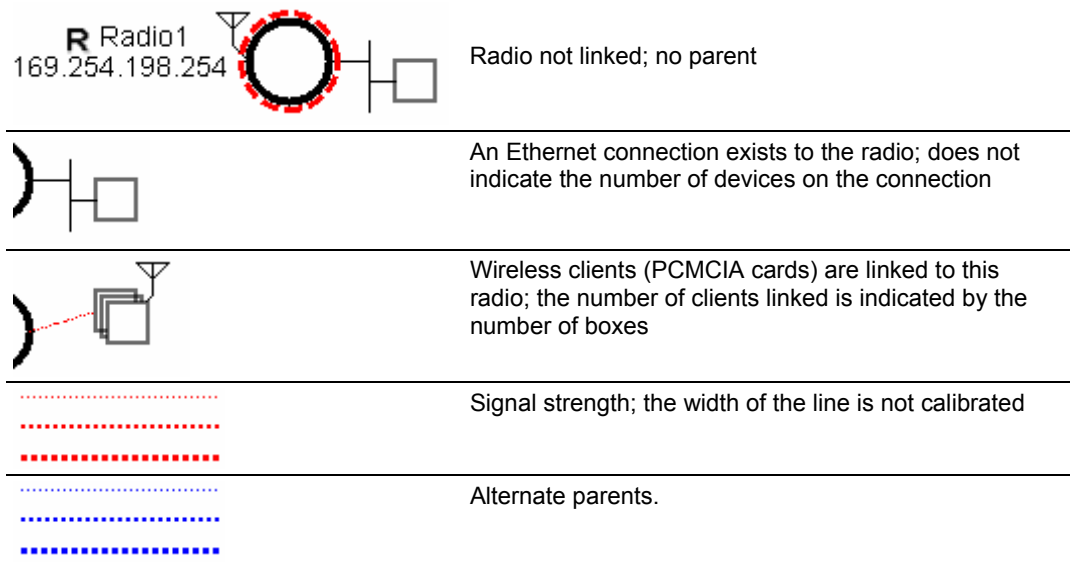 R Radio1
169.254.198.254
Radio not linked; no parent
An Ethernet connection exists to the radio; does not
indicate the number of devices on the connection
Wireless clients (PCMCIA cards) are linked to this
radio; the number of clients linked is indicated by the
number of boxes
Signal strength; the width of the line is not calibrated
Alternate parents.